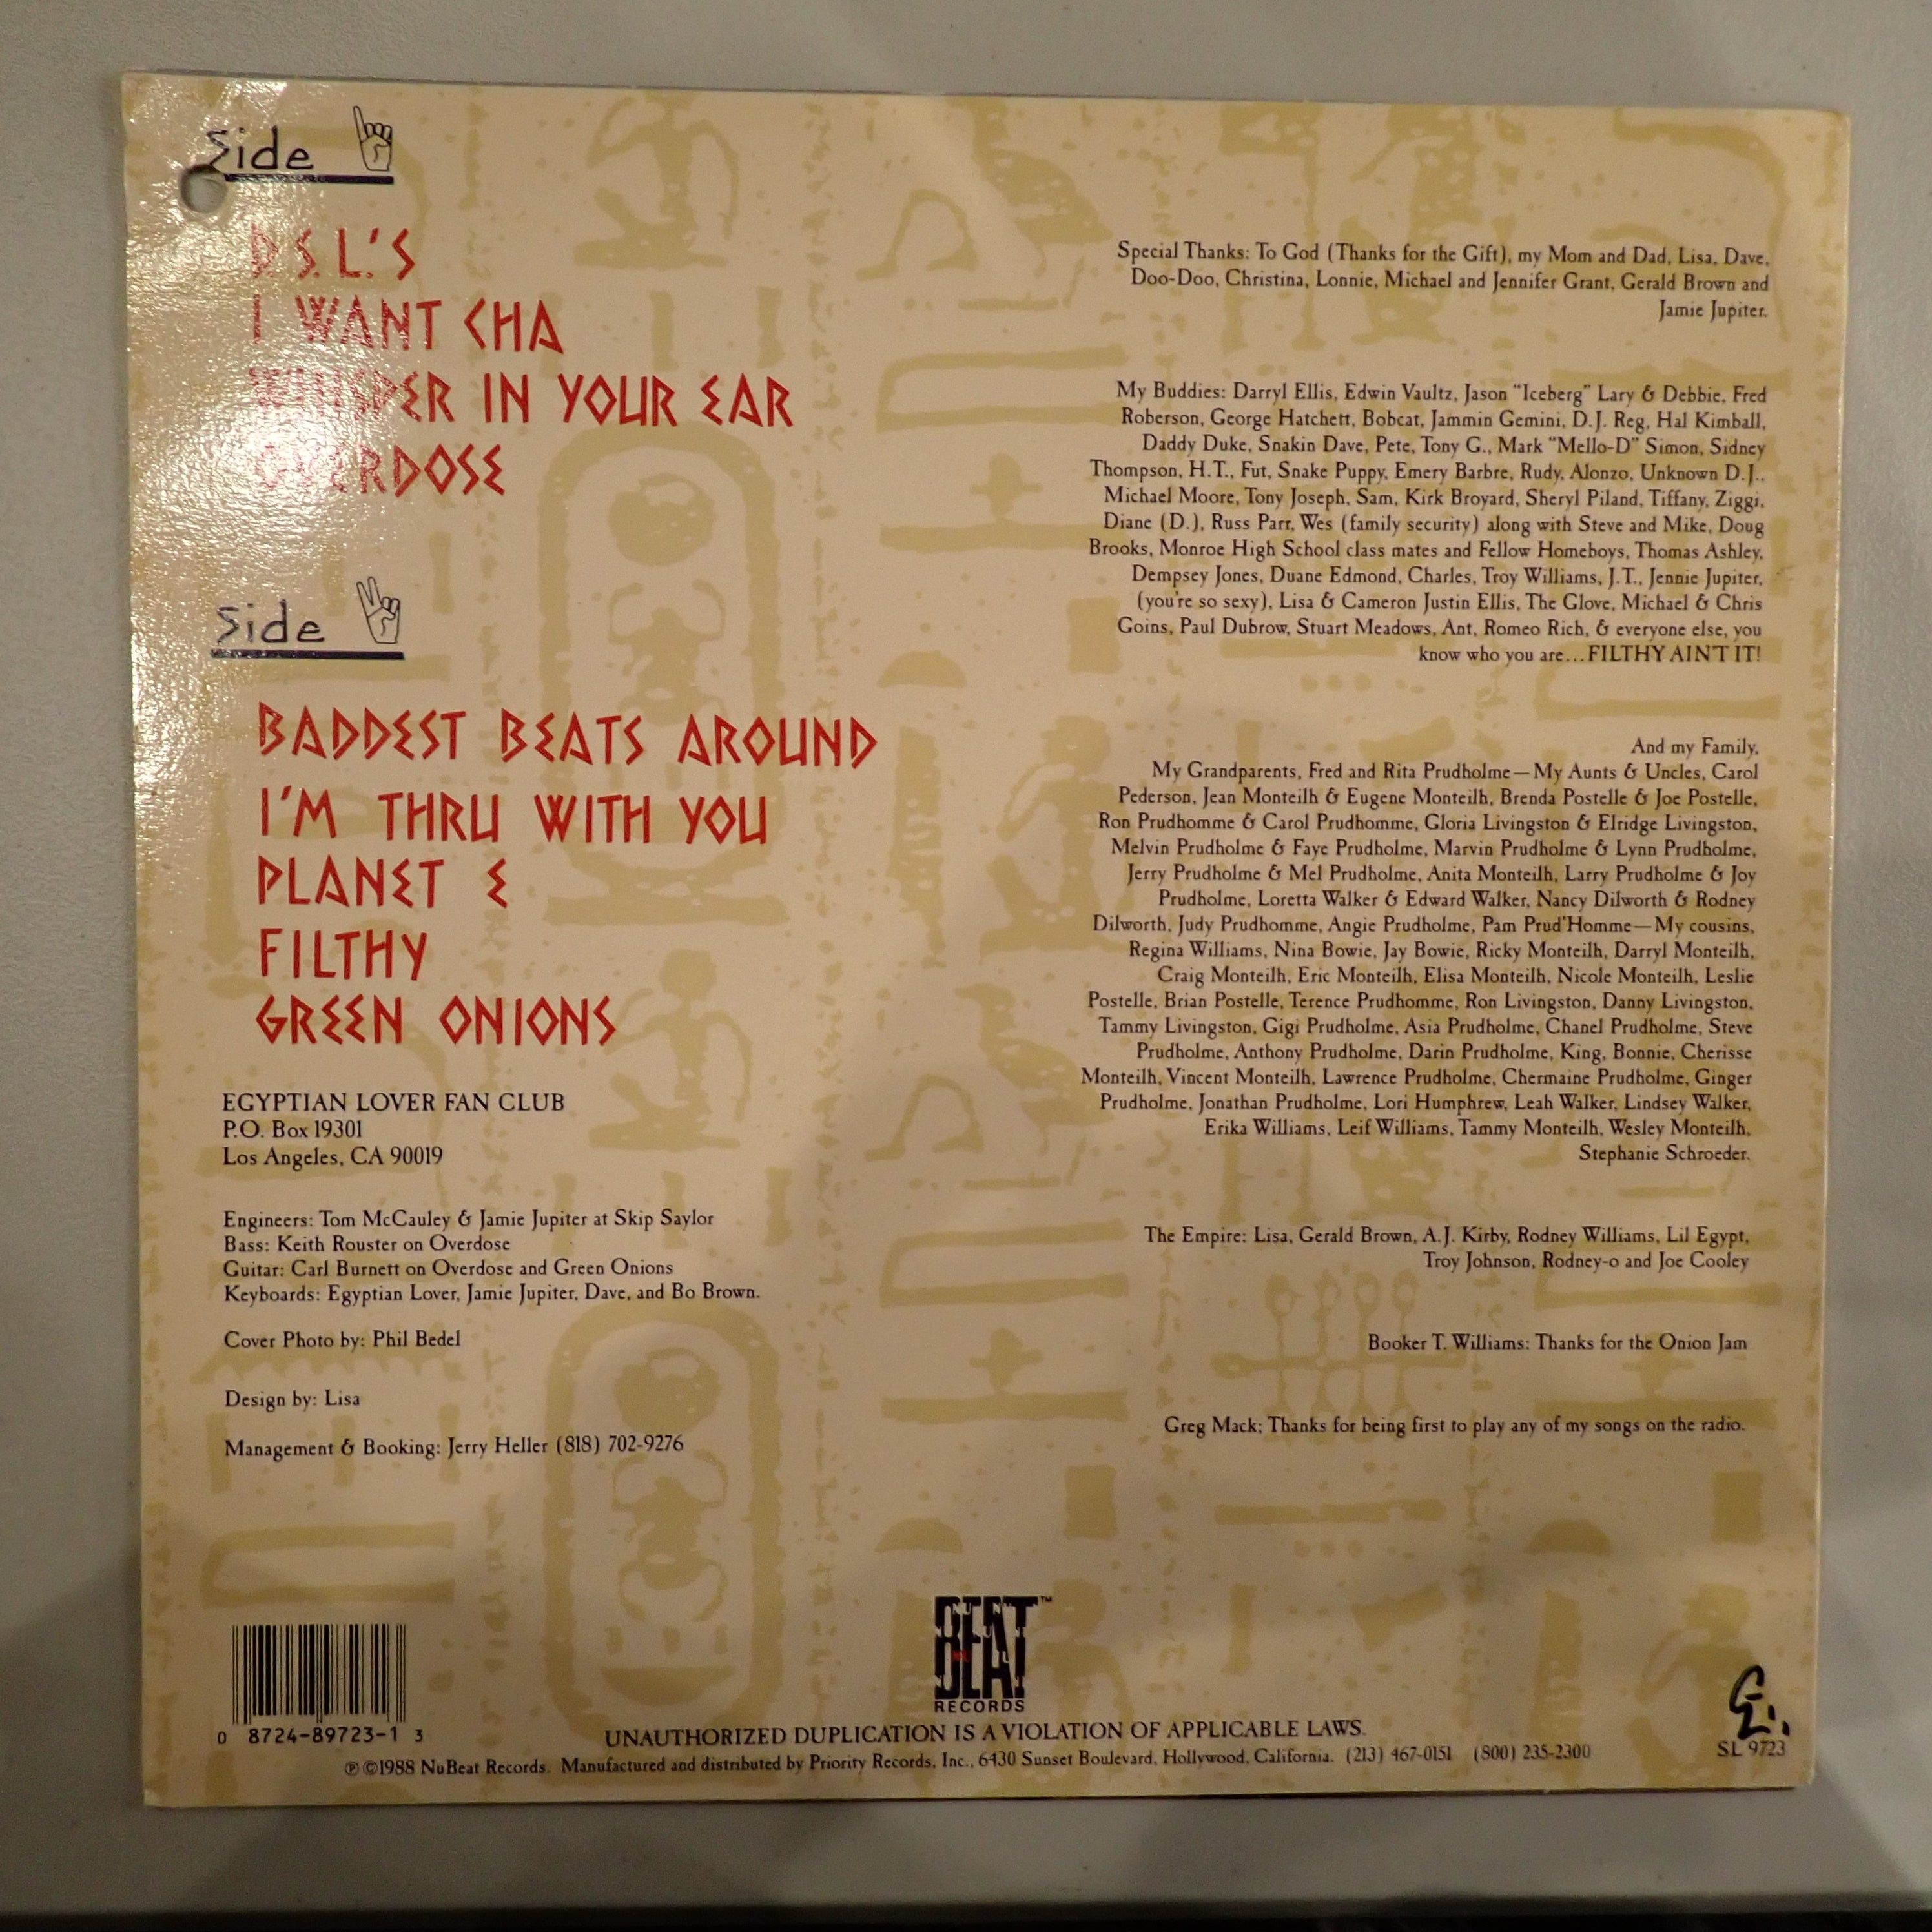 Side
D.S.L.'S
I WANT CHA
WHISPER IN YOUR EAR
OVERDOSE
Side
BADDEST BEATS AROUND
I'M THRU WITH YOU
PLANET E
FILTHY
GREEN ONIONS
EGYPTIAN LOVER FAN CLUB
P.O. Box 19301
Los Angeles, CA 90019
Engineers: Tom McCauley & Jamie Jupiter at Skip Saylor
Bass: Keith Rouster on Overdose
Guitar: Carl Burnett on Overdose and Green Onions
Keyboards: Egyptian Lover, Jamie Jupiter, Dave, and Bo Brown.
Cover Photo by: Phil Bedel
Design by: Lisa
Management & Booking: Jerry Heller (818) 702-9276
Special Thanks: To God (Thanks for the Gift), my Mom and Dad, Lisa, Dave,
Doo-Doo, Christina, Lonnie, Michael and Jennifer Grant, Gerald Brown and
Jamie Jupiter.
My Buddies: Darryl Ellis, Edwin Vaultz, Jason "Iceberg" Lary & Debbie, Fred
Roberson, George Hatchett, Bobcat, Jammin Gemini, D.J. Reg, Hal Kimball,
Daddy Duke, Snakin Dave, Pete, Tony G., Mark "Mello-D" Simon, Sidney
Thompson, H.T., Fut, Snake Puppy, Emery Barbre, Rudy, Alonzo, Unknown D.J.,
Michael Moore, Tony Joseph, Sam, Kirk Broyard, Sheryl Piland, Tiffany, Ziggi,
Diane (D.), Russ Parr, Wes (family security) along with Steve and Mike, Doug
Brooks, Monroe High School class mates and Fellow Homeboys, Thomas Ashley,
Dempsey Jones, Duane Edmond, Charles, Troy Williams, J.T., Jennie Jupiter,
(you're so sexy), Lisa & Cameron Justin Ellis, The Glove, Michael & Chris
Goins, Paul Dubrow, Stuart Meadows, Ant, Romeo Rich, & everyone else, you
know who you are...FILTHY AIN'T IT!
And my Family,
My Grandparents, Fred and Rita Prudholme—My Aunts & Uncles, Carol
Pederson, Jean Monteilh & Eugene Monteilh, Brenda Postelle & Joe Postelle,
Ron Prudhomme & Carol Prudhomme, Gloria Livingston & Elridge Livingston,
Melvin Prudholme & Faye Prudholme, Marvin Prudholme & Lynn Prudholme,
Jerry Prudholme & Mel Prudholme, Anita Monteilh, Larry Prudholme & Joy
Prudholme, Loretta Walker & Edward Walker, Nancy Dilworth & Rodney
Dilworth, Judy Prudhomme, Angie Prudholme, Pam Prud'Homme—My cousins,
Regina Williams, Nina Bowie, Jay Bowie, Ricky Monteilh, Darryl Monteilh,
Craig Monteilh, Eric Monteilh, Elisa Monteilh, Nicole Monteilh, Leslie
Postelle, Brian Postelle, Terence Prudhomme, Ron Livingston, Danny Livingston,
Tammy Livingston, Gigi Prudholme, Asia Prudholme, Chanel Prudholme, Steve
Prudholme, Anthony Prudholme, Darin Prudholme, King, Bonnie, Cherisse
Monteilh, Vincent Monteilh, Lawrence Prudholme, Chermaine Prudholme, Ginger
Prudholme, Jonathan Prudholme, Lori Humphrew, Leah Walker, Lindsey Walker,
Erika Williams, Leif Williams, Tammy Monteilh, Wesley Monteilh,
Stephanie Schroeder.
The Empire: Lisa, Gerald Brown, A.J. Kirby, Rodney Williams, Lil Egypt,
Troy Johnson, Rodney-o and Joe Cooley
Booker T. Williams: Thanks for the Onion Jam
Greg Mack; Thanks for being first to play any of my songs on the radio.
NU BEAT ™
RECORDS
0 8724-89723-1 3
UNAUTHORIZED DUPLICATION IS A VIOLATION OF APPLICABLE LAWS.
℗©1988 NuBeat Records. Manufactured and distributed by Priority Records, Inc., 6430 Sunset Boulevard, Hollywood, California. (213) 467-0151 (800) 235-2300
E.
SL 9723